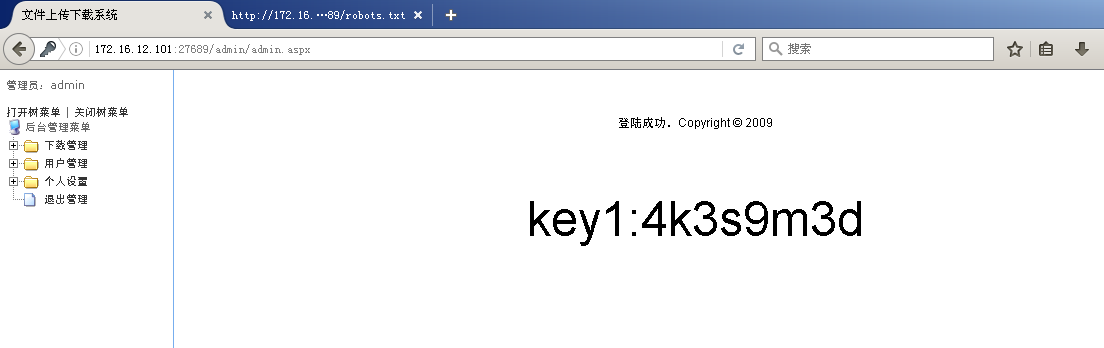 文件上传下载系统
http://172.16.…89/robots.txt
172.16.12.101:27689/admin/admin.aspx
搜索
管理员：admin
打开树菜单 | 关闭树菜单
后台管理菜单
下载管理
用户管理
个人设置
退出管理
登陆成功．Copyright © 2009
key1:4k3s9m3d